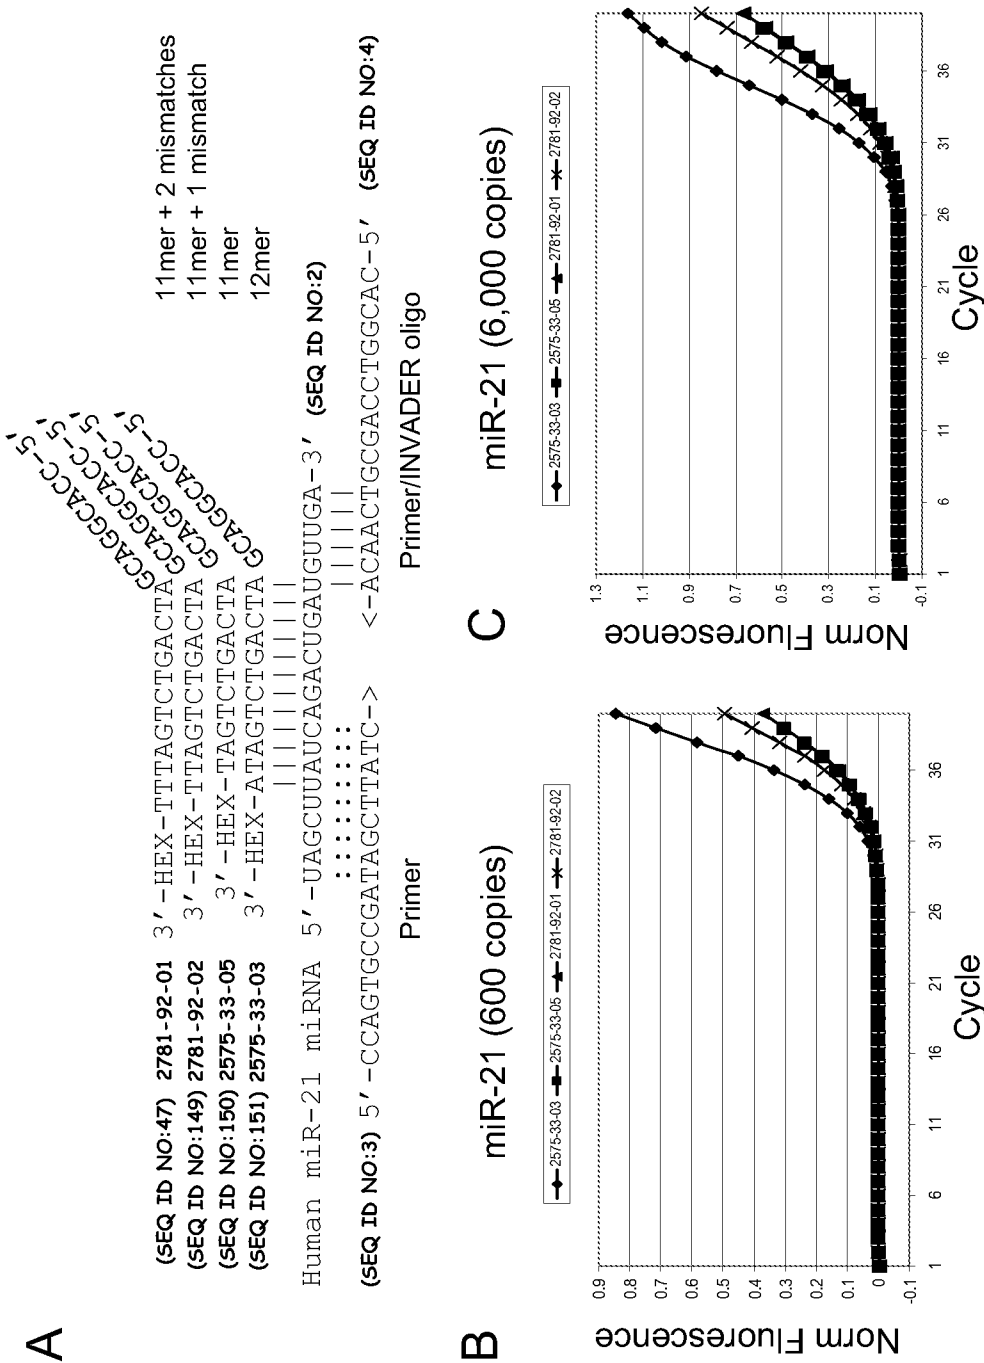 A
(SEQ ID NO:47) 2781-92-01 3'-HEX-TTTAGTCTGACTA GCAGGCACC-5' 11mer + 2 mismatches
(SEQ ID NO:149) 2781-92-02 3'-HEX-TTAGTCTGACTA GCAGGCACC-5' 11mer + 1 mismatch
(SEQ ID NO:150) 2575-33-05 3'-HEX-TAGTCTGACTA GCAGGCACC-5' 11mer
(SEQ ID NO:151) 2575-33-03 3'-HEX-ATAGTCTGACTA GCAGGCACC-5' 12mer
Human miR-21 miRNA 5'-UAGCUUAUCAGACUGAUGUUGA-3' (SEQ ID NO:2)
(SEQ ID NO:3) 5'-CCAGTGCCGATAGCTTATC-> <-ACAACTGCGACCTGGCAC-5' (SEQ ID NO:4)
Primer Primer/INVADER oligo
B
miR-21 (600 copies)
2575-33-03 2575-33-05 2781-92-01 2781-92-02
Norm Fluorescence
0.9
0.8
0.7
0.6
0.5
0.4
0.3
0.2
0.1
0
-0.1
1 6 11 16 21 26 31 36
Cycle
C
miR-21 (6,000 copies)
2575-33-03 2575-33-05 2781-92-01 2781-92-02
Norm Fluorescence
1.3
1.1
0.9
0.7
0.5
0.3
0.1
-0.1
1 6 11 16 21 26 31 36
Cycle